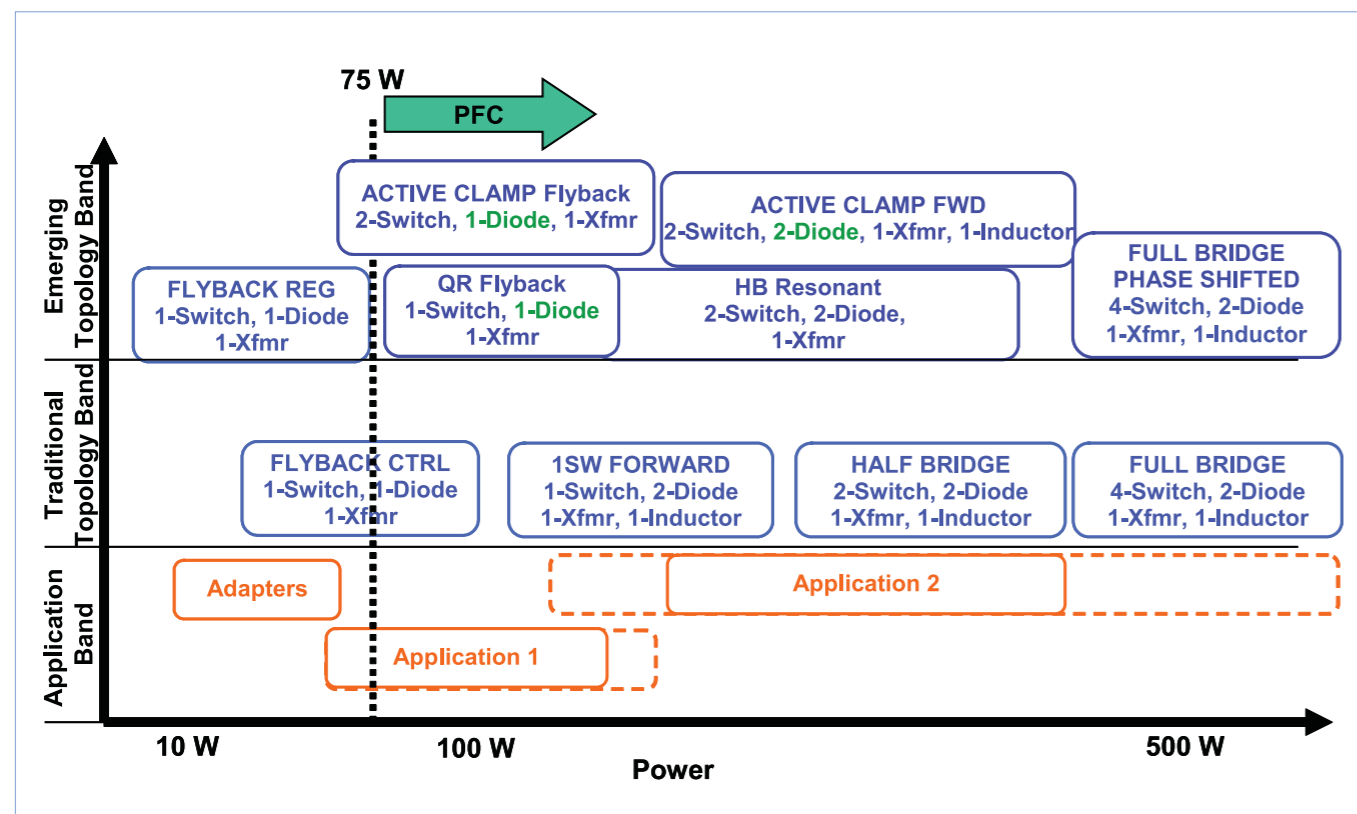 75 W
PFC
Emerging
Topology Band
ACTIVE CLAMP Flyback
2-Switch, 1-Diode, 1-Xfmr
ACTIVE CLAMP FWD
2-Switch, 2-Diode, 1-Xfmr, 1-Inductor
FLYBACK REG
1-Switch, 1-Diode
1-Xfmr
QR Flyback
1-Switch, 1-Diode
1-Xfmr
HB Resonant
2-Switch, 2-Diode,
1-Xfmr
FULL BRIDGE
PHASE SHIFTED
4-Switch, 2-Diode
1-Xfmr, 1-Inductor
Traditional
Topology Band
FLYBACK CTRL
1-Switch, 1-Diode
1-Xfmr
1SW FORWARD
1-Switch, 2-Diode
1-Xfmr, 1-Inductor
HALF BRIDGE
2-Switch, 2-Diode
1-Xfmr, 1-Inductor
FULL BRIDGE
4-Switch, 2-Diode
1-Xfmr, 1-Inductor
Application
Band
Adapters
Application 2
Application 1
10 W
100 W
500 W
Power